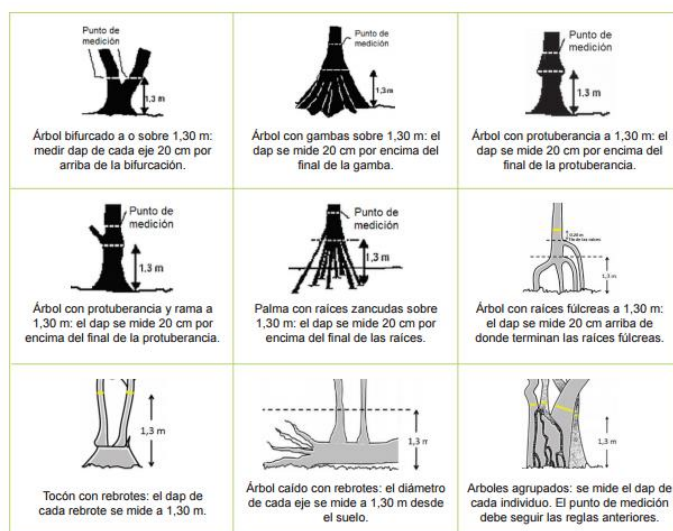 Punto de
medición
1,3 m
Árbol bifurcado a o sobre 1,30 m:
medir dap de cada eje 20 cm por
arriba de la bifurcación.
Punto de
medición
1,3 m
Árbol con gambas sobre 1,30 m: el
dap se mide 20 cm por encima del
final de la gamba.
Punto de
medición
1.3 m
Árbol con protuberancia a 1,30 m: el
dap se mide 20 cm por encima del
final de la protuberancia.
Punto de
medición
1.3 m
Árbol con protuberancia y rama a
1,30 m: el dap se mide 20 cm por
encima del final de la protuberancia.
Punto de
medición
1.3 m
Palma con raíces zancudas sobre
1,30 m: el dap se mide 20 cm por
encima del final de las raíces.
1,3 m
Árbol con raíces fúlcreas a 1,30 m:
el dap se mide 20 cm arriba de
donde terminan las raíces fúlcreas.
1,3 m
Tocón con rebrotes: el dap de
cada rebrote se mide a 1,30 m.
1,3 m
Árbol caído con rebrotes: el diámetro
de cada eje se mide a 1,30 m desde
el suelo.
1,3 m
Arboles agrupados: se mide el dap de
cada individuo. El punto de medición
debe seguir las reglas anteriores.